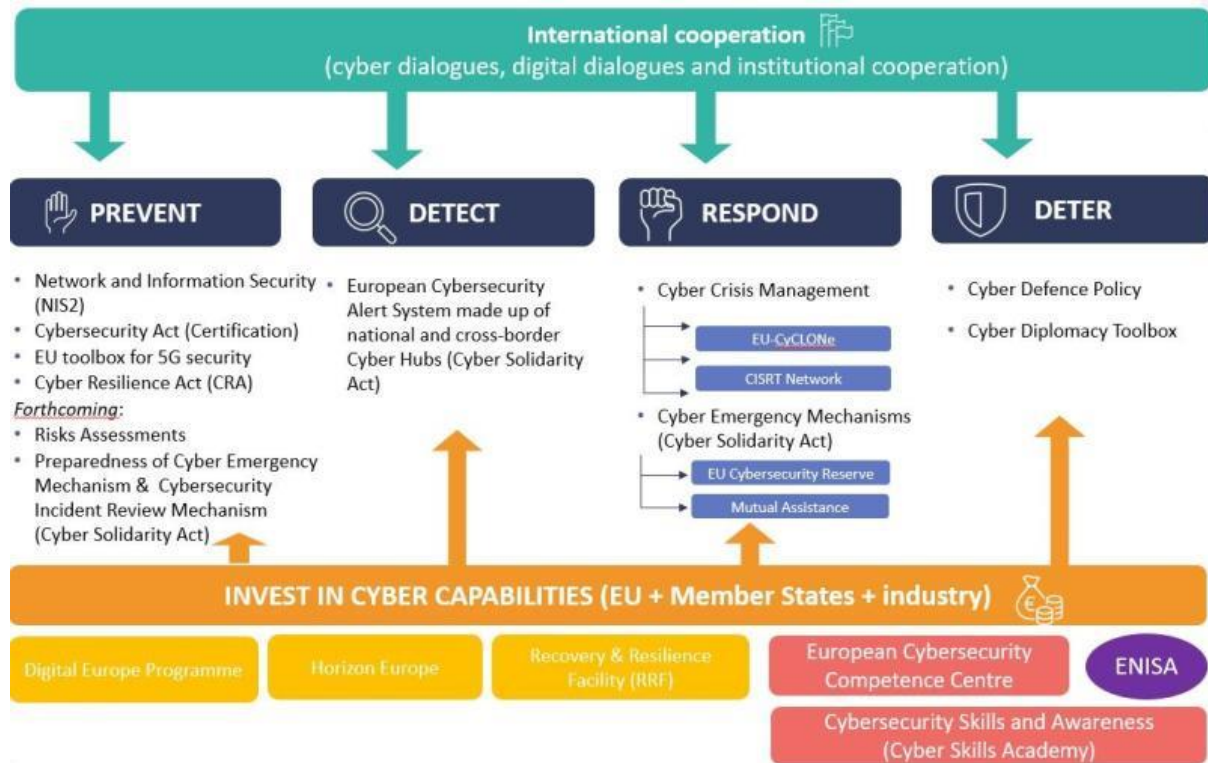 International cooperation
(cyber dialogues, digital dialogues and institutional cooperation)
PREVENT
DETECT
RESPOND
DETER
• Network and Information Security
(NIS2)
• Cybersecurity Act (Certification)
• EU toolbox for 5G security
• Cyber Resilience Act (CRA)
Forthcoming:
• Risks Assessments
• Preparedness of Cyber Emergency
Mechanism & Cybersecurity
Incident Review Mechanism
(Cyber Solidarity Act)
• European Cybersecurity
Alert System made up of
national and cross-border
Cyber Hubs (Cyber Solidarity
Act)
• Cyber Crisis Management
EU-CyCLONe
CISRT Network
• Cyber Emergency Mechanisms
(Cyber Solidarity Act)
EU Cybersecurity Reserve
Mutual Assistance
• Cyber Defence Policy
• Cyber Diplomacy Toolbox
INVEST IN CYBER CAPABILITIES (EU + Member States + industry)
€
Digital Europe Programme
Horizon Europe
Recovery & Resilience
Facility (RRF)
European Cybersecurity
Competence Centre
ENISA
Cybersecurity Skills and Awareness
(Cyber Skills Academy)